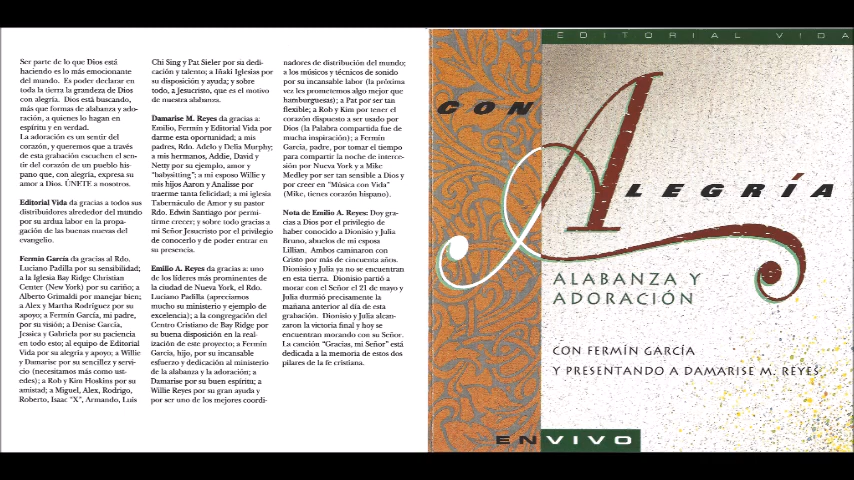 Ser parte de lo que Dios está
haciendo es lo más emocionante
del mundo. Es poder declarar en
toda la tierra la grandeza de Dios
con alegría. Dios está buscando,
más que formas de alabanza y ado-
ración, a quienes lo hagan en
espíritu y en verdad.
La adoración es un sentir del
corazón, y queremos que a través
de esta grabación escuchen el sen-
tir del corazón de un pueblo his-
pano que, con alegría, expresa su
amor a Dios. ÚNETE a nosotros.
Editorial Vida da gracias a todos sus
distribuidores alrededor del mundo
por su ardua labor en la propa-
gación de las buenas nuevas del
evangelio.
Fermín García da gracias al Rdo.
Luciano Padilla por su sensibilidad;
a la Iglesia Bay Ridge Christian
Center (New York) por su cariño; a
Alberto Grimaldi por manejar bien; a
Alex y Martha Rodríguez por su
apoyo; a Fermín García, mi padre,
por su visión; a Denise García,
Jessica y Gabriela por su paciencia
en todo esto; al equipo de Editorial
Vida por su alegría y apoyo; a Willie
y Damarise por su sencillez y servi-
cio (necesitamos más como ust-
edes); a Rob y Kim Hoskins por su
amistad; a Miguel, Alex, Rodrigo,
Roberto, Isaac "X", Armando, Luis
Chi Sing y Pat Sieler por su dedi-
cación y talento; a Iñaki Iglesias por
su disposición y ayuda; y sobre
todo, a Jesucristo, que es el motivo
de nuestra alabanza.
Damarise M. Reyes da gracias a:
Emilio, Fermín y Editorial Vida por
darme esta oportunidad; a mis
padres, Rdo. Adelo y Delia Murphy;
a mis hermanos, Addie, David y
Netty por su ejemplo, amor y
"babysitting"; a mi esposo Willie y
mis hijos Aaron y Analisse por
traerme tanta felicidad; a mi iglesia
Tabernáculo de Amor y su pastor
Rdo. Edwin Santiago por permi-
tirme crecer; y sobre todo gracias a
mi Señor Jesucristo por el privilegio
de conocerlo y de poder entrar en
su presencia.
Emilio A. Reyes da gracias a: uno
de los líderes más prominentes de
la ciudad de Nueva York, el Rdo.
Luciano Padilla (apreciamos
mucho su ministerio y ejemplo de
excelencia); a la congregación del
Centro Cristiano de Bay Ridge por
su buena disposición en la real-
ización de este proyecto; a Fermín
García, hijo, por su incansable
esfuerzo y dedicación al ministerio
de la alabanza y la adoración; a
Damarise por su buen espíritu; a
Willie Reyes por su gran ayuda y
por ser uno de los mejores coordi-
nadores de distribución del mundo;
a los músicos y técnicos de sonido
por su incansable labor (la próxima
vez les prometemos algo mejor que
hamburguesas); a Pat por ser tan
flexible; a Rob y Kim por tener el
corazón dispuesto a ser usado por
Dios (la Palabra compartida fue de
mucha inspiración); a Fermín
García, padre, por tomar el tiempo
para compartir la noche de interce-
sión por Nueva York y a Mike
Medley por ser tan sensible a Dios y
por creer en "Música con Vida"
(Mike, tienes corazón hispano).
Nota de Emilio A. Reyes: Doy gra-
cias a Dios por el privilegio de
haber conocido a Dionisio y Julia
Bruno, abuelos de mi esposa
Lillian. Ambos caminaron con
Cristo por más de cincuenta años.
Dionisio y Julia ya no se encuentran
en esta tierra. Dionisio partió a
morar con el Señor el 21 de mayo y
Julia durmió precisamente la
mañana anterior al día de esta
grabación. Dionisio y Julia alcan-
zaron la victoria final y hoy se
encuentran morando con su Señor.
La canción "Gracias, mi Señor" está
dedicada a la memoria de estos dos
pilares de la fe cristiana.
EDITORIAL VIDA
CON
ALEGRÍA
ALABANZA Y
ADORACIÓN
CON FERMÍN GARCÍA
Y PRESENTANDO A DAMARISE M. REYES
EN VIVO